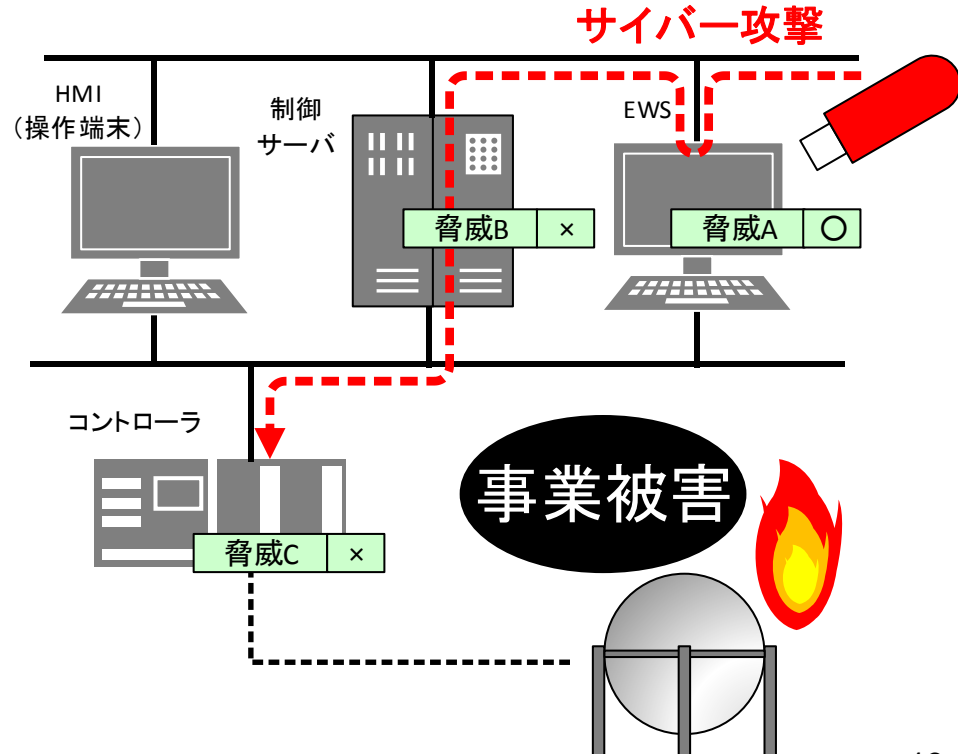 サイバー攻撃
HMI
（操作端末）
制御
サーバ
EWS
脅威B ×
脅威A ○
コントローラ
事業被害
脅威C ×